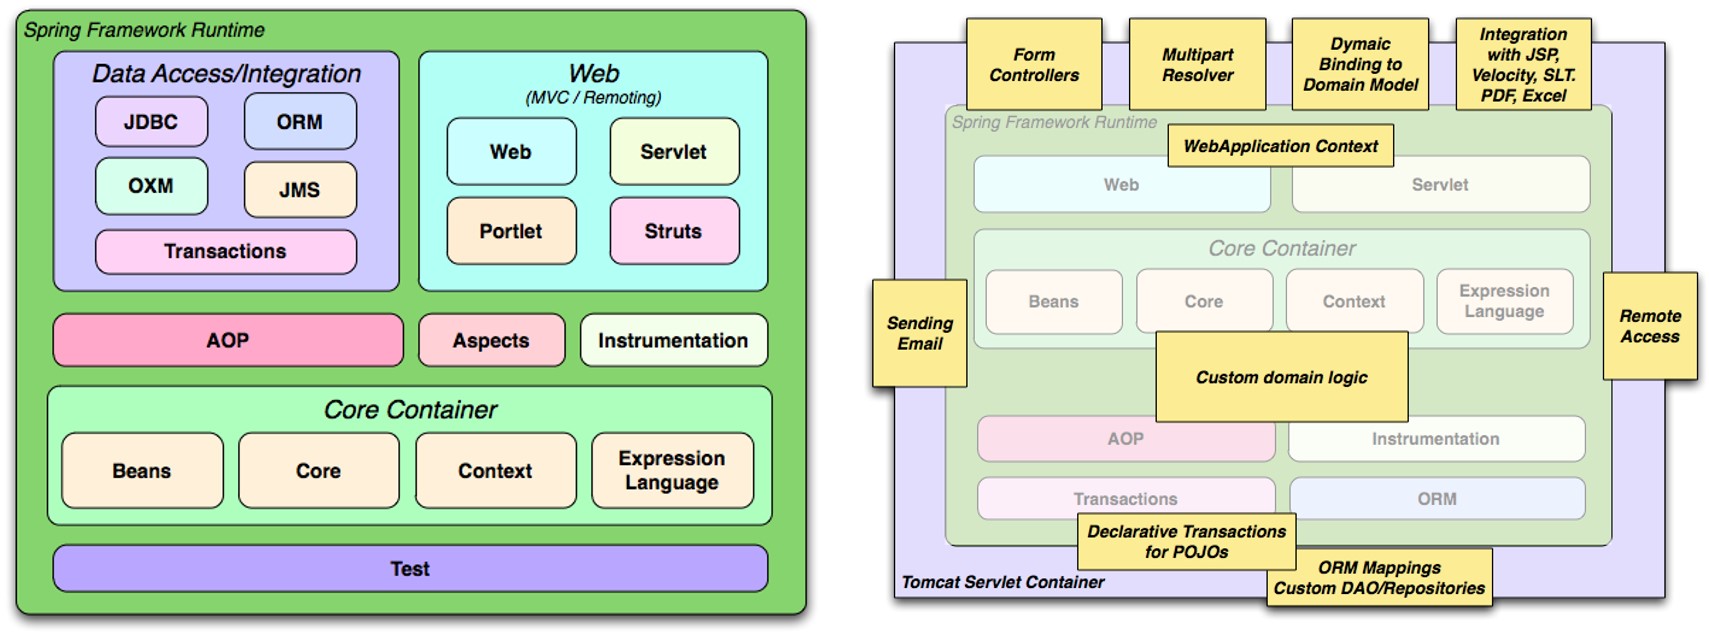 Spring Framework Runtime
Data Access/Integration
JDBC
ORM
OXM
JMS
Transactions
Web
(MVC / Remoting)
Web
Servlet
Portlet
Struts
AOP
Aspects
Instrumentation
Core Container
Beans
Core
Context
Expression
Language
Test
Form
Controllers
Multipart
Resolver
Dymaic
Binding to
Domain Model
Integration
with JSP,
Velocity, SLT.
PDF, Excel
Spring Framework Runtime
WebApplication Context
Web
Servlet
Core Container
Beans
Core
Context
Expression
Language
Sending
Email
Remote
Access
Custom domain logic
AOP
Instrumentation
Transactions
ORM
Declarative Transactions
for POJOs
ORM Mappings
Custom DAO/Repositories
Tomcat Servlet Container